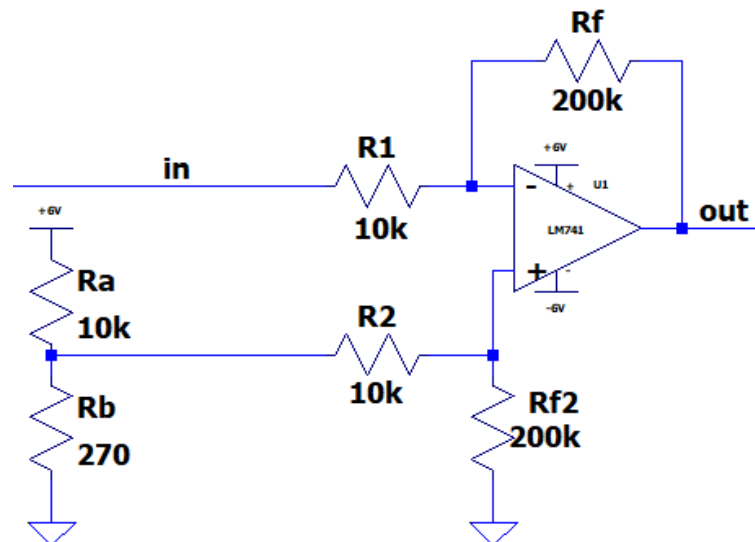 Rf
200k
in
R1
10k
+6V
-
+
U1
LM741
out
+
-
-6V
+6V
Ra
10k
R2
10k
Rb
270
Rf2
200k